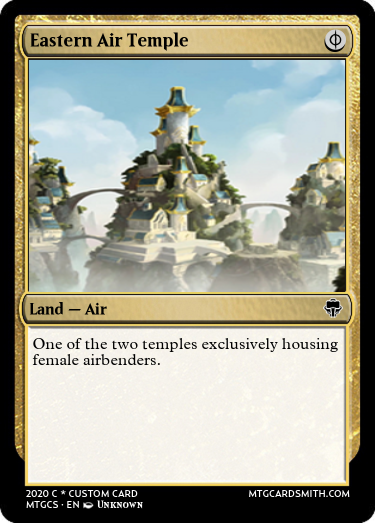 Eastern Air Temple
Land — Air
One of the two temples exclusively housing
female airbenders.
2020 C * CUSTOM CARD
MTGCARDSMITH.COM
MTGCS · EN Unknown